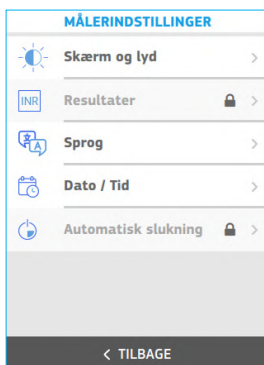 MÅLERINDSTILLINGER
Skærm og lyd
INR Resultater
Sprog
Dato / Tid
Automatisk slukning
< TILBAGE